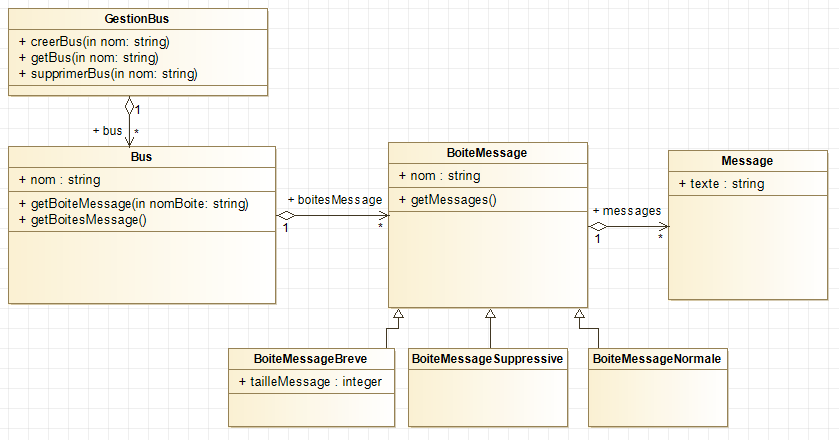 GestionBus
+ creerBus(in nom: string)
+ getBus(in nom: string)
+ supprimerBus(in nom: string)
1
+ bus
*
Bus
+ nom : string
+ getBoiteMessage(in nomBoite: string)
+ getBoitesMessage()
+ boitesMessage
1
*
BoiteMessage
+ nom : string
+ getMessages()
+ messages
1
*
Message
+ texte : string
BoiteMessageBreve
+ tailleMessage : integer
BoiteMessageSuppressive
BoiteMessageNormale